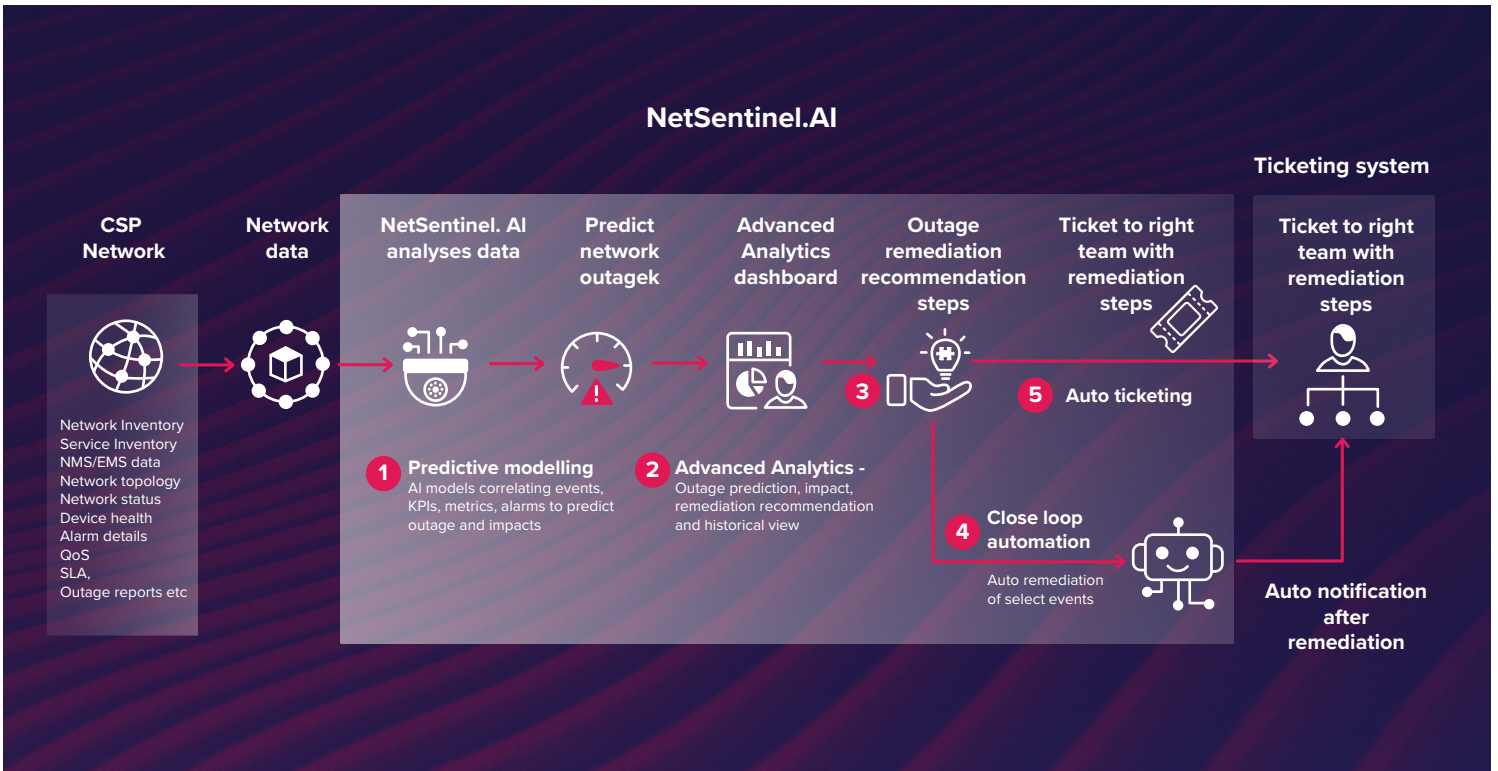 NetSentinel.AI
Ticketing system
CSP
Network
Network
data
NetSentinel. AI
analyses data
Predict
network
outagek
Advanced
Analytics
dashboard
Outage
remediation
recommendation
steps
Ticket to right
team with
remediation
steps
Ticket to right
team with
remediation
steps
Network Inventory
Service Inventory
NMS/EMS data
Network topology
Network status
Device health
Alarm details
QoS
SLA,
Outage reports etc
1
Predictive modelling
AI models correlating events,
KPIs, metrics, alarms to predict
outage and impacts
2
Advanced Analytics -
Outage prediction, impact,
remediation recommendation
and historical view
3
5
Auto ticketing
4
Close loop
automation
Auto remediation
of select events
Auto notification
after
remediation